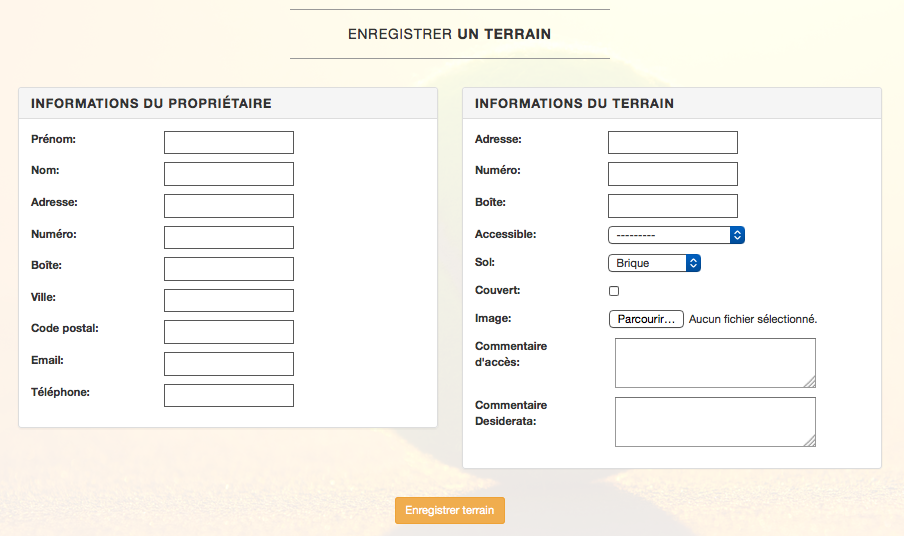 ENREGISTRER UN TERRAIN
INFORMATIONS DU PROPRIÉTAIRE
Prénom:
Nom:
Adresse:
Numéro:
Boîte:
Ville:
Code postal:
Email:
Téléphone:
INFORMATIONS DU TERRAIN
Adresse:
Numéro:
Boîte:
Accessible: ---------
Sol: Brique
Couvert:
Image: Parcourir... Aucun fichier sélectionné.
Commentaire
d'accès:
Commentaire
Desiderata:
Enregistrer terrain